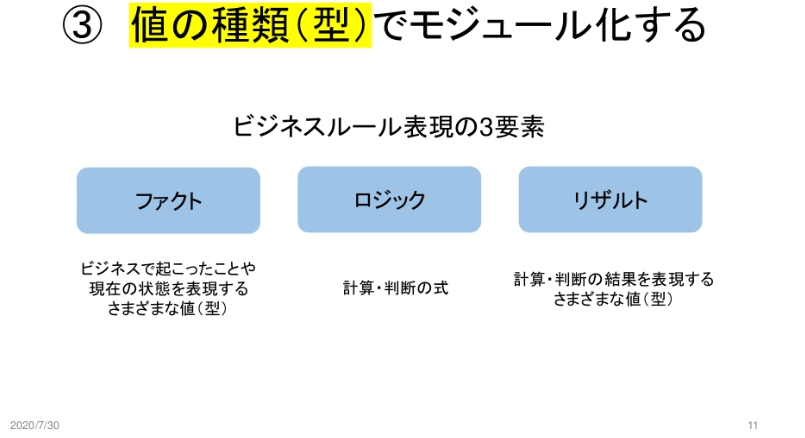 ③ 値の種類（型）でモジュール化する
ビジネスルール表現の3要素
ファクト
ロジック
リザルト
ビジネスで起こったことや
現在の状態を表現する
さまざまな値（型）
計算・判断の式
計算・判断の結果を表現する
さまざまな値（型）
2020/7/30
11